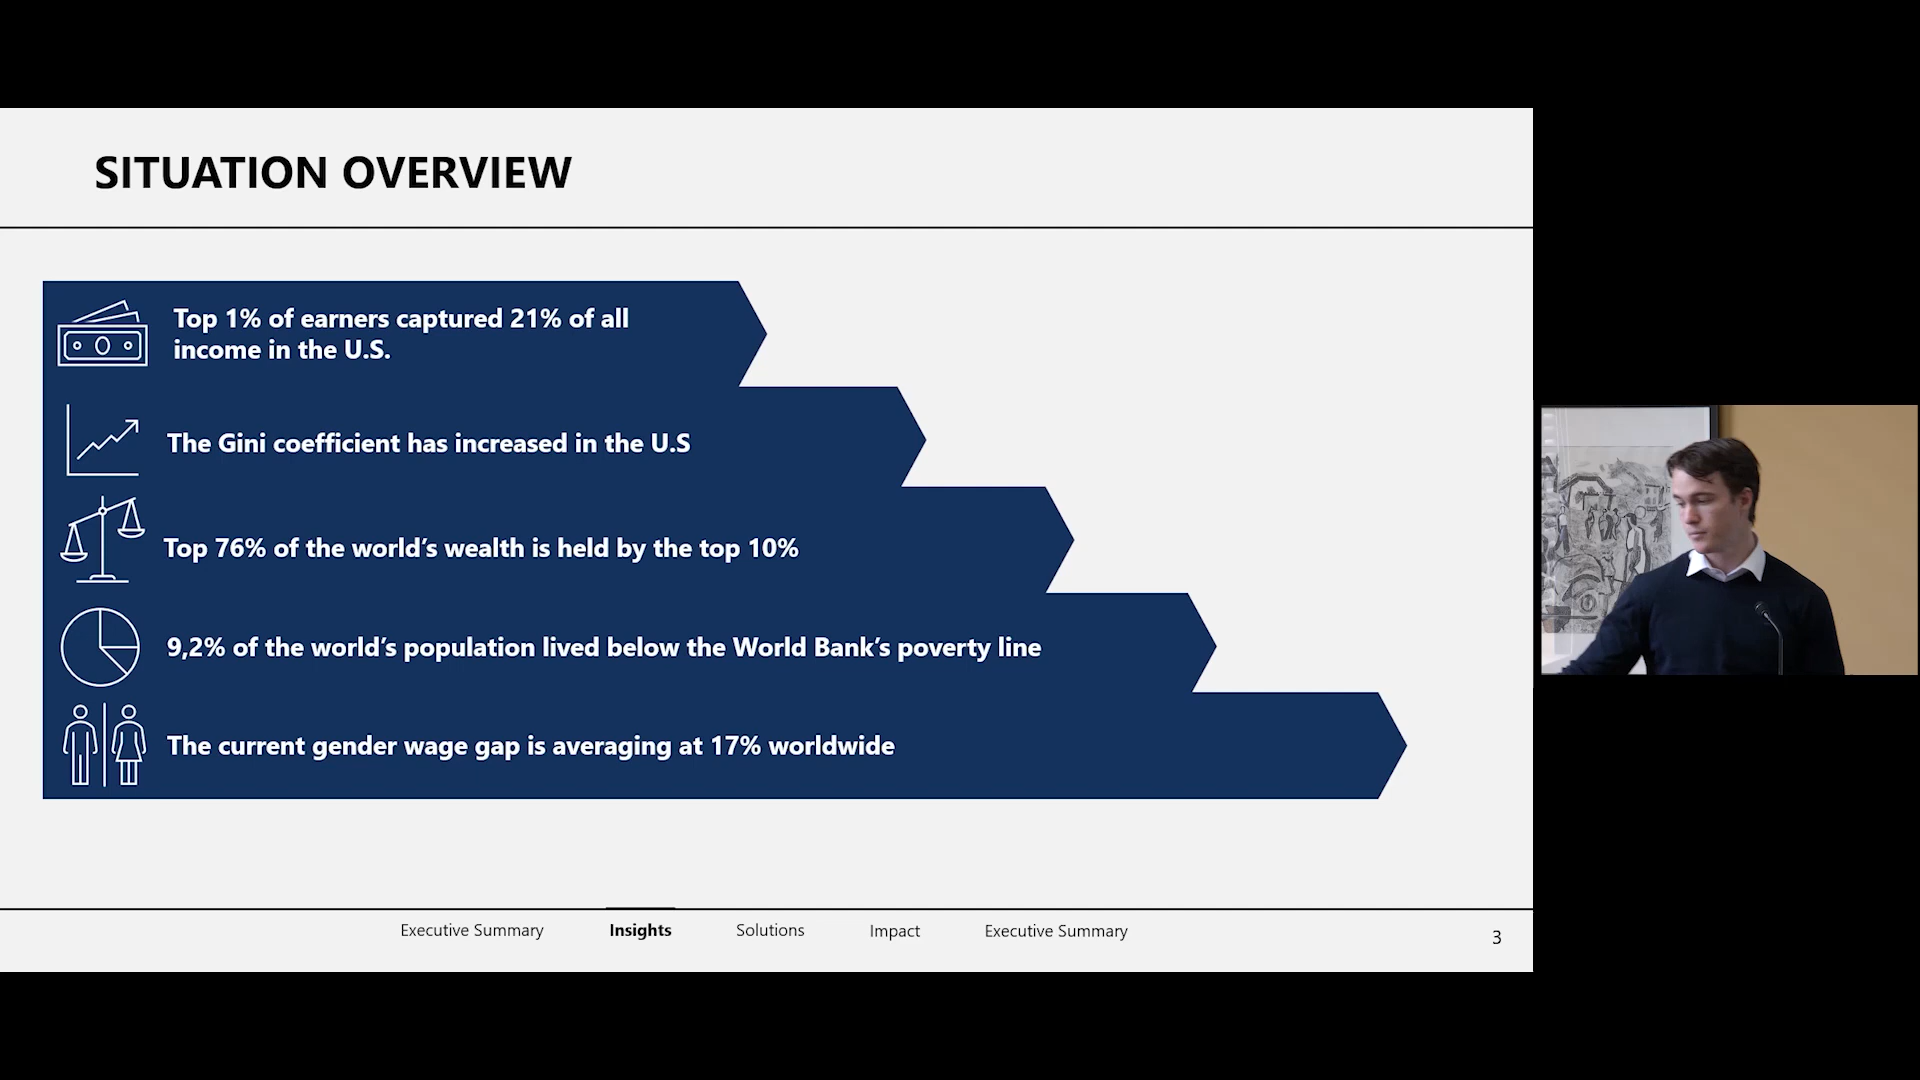 SITUATION OVERVIEW
Top 1% of earners captured 21% of all
income in the U.S.
The Gini coefficient has increased in the U.S
Top 76% of the world’s wealth is held by the top 10%
9,2% of the world’s population lived below the World Bank’s poverty line
The current gender wage gap is averaging at 17% worldwide
Executive Summary
Insights
Solutions
Impact
Executive Summary
3